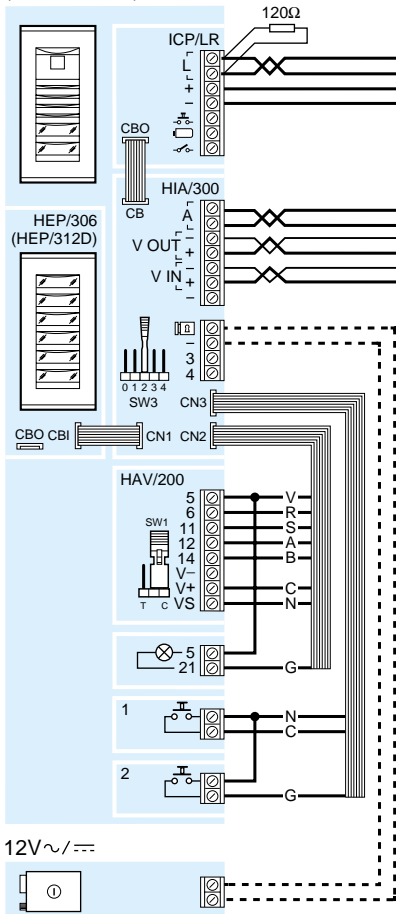 120Ω
ICP/LR
L
+
−
CBO
CB
HIA/300
A
−
V OUT
+
−
V IN
+
−
HEP/306
(HEP/312D)
−
3
4
0 1 2 3 4
SW3
CN3
CBO CBI
CN1 CN2
HAV/200
5
6
11
12
14
V−
V+
VS
SW1
T C
V
R
S
A
B
C
N
5
21
G
1
N
C
2
G
12V~/⎓